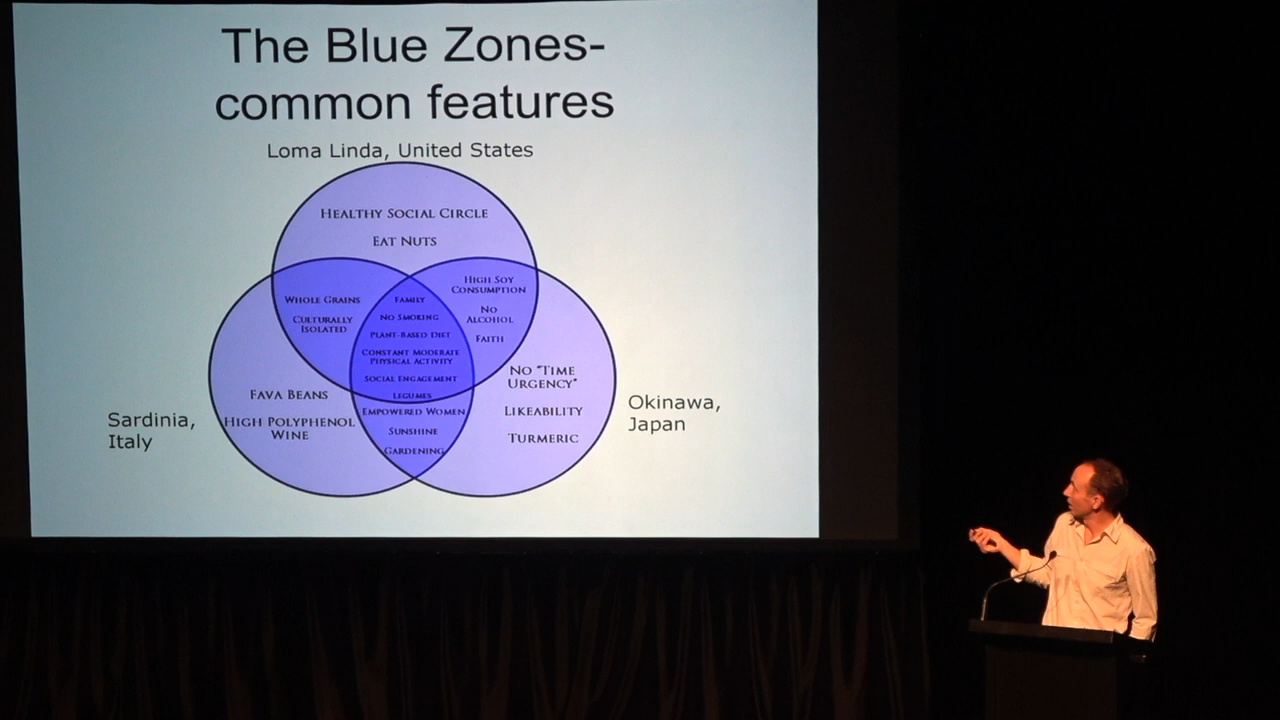 The Blue Zones-
common features
Loma Linda, United States
HEALTHY SOCIAL CIRCLE
EAT NUTS
HIGH SOY
CONSUMPTION
NO
ALCOHOL
FAITH
WHOLE GRAINS
CULTURALLY
ISOLATED
FAMILY
NO SMOKING
PLANT-BASED DIET
CONSTANT MODERATE
PHYSICAL ACTIVITY
SOCIAL ENGAGEMENT
LEGUMES
EMPOWERED WOMEN
SUNSHINE
GARDENING
FAVA BEANS
HIGH POLYPHENOL
WINE
NO "TIME
URGENCY"
LIKEABILITY
TURMERIC
Sardinia,
Italy
Okinawa,
Japan